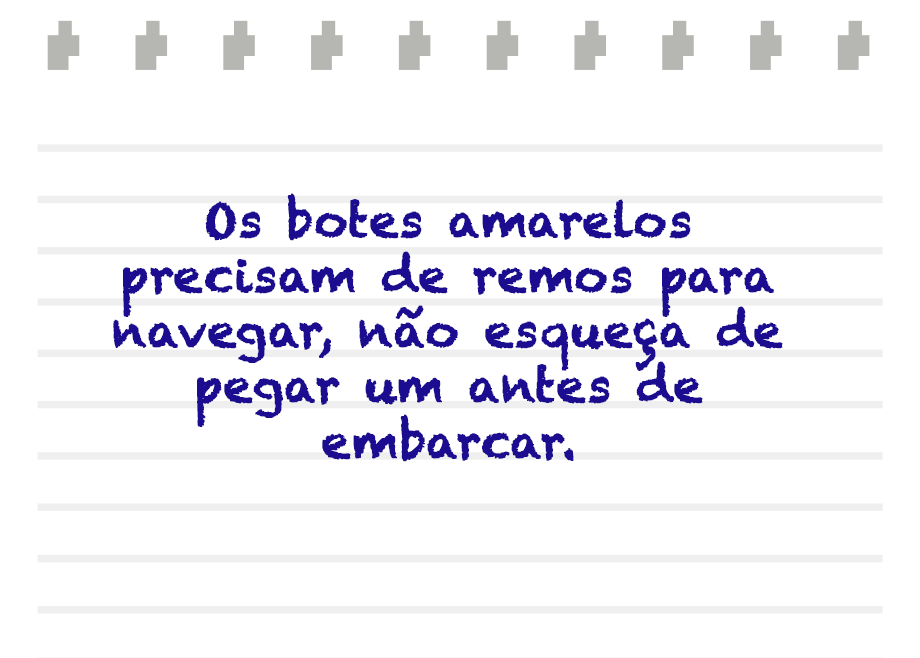 Os botes amarelos
precisam de remos para
navegar, não esqueça de
pegar um antes de
embarcar.